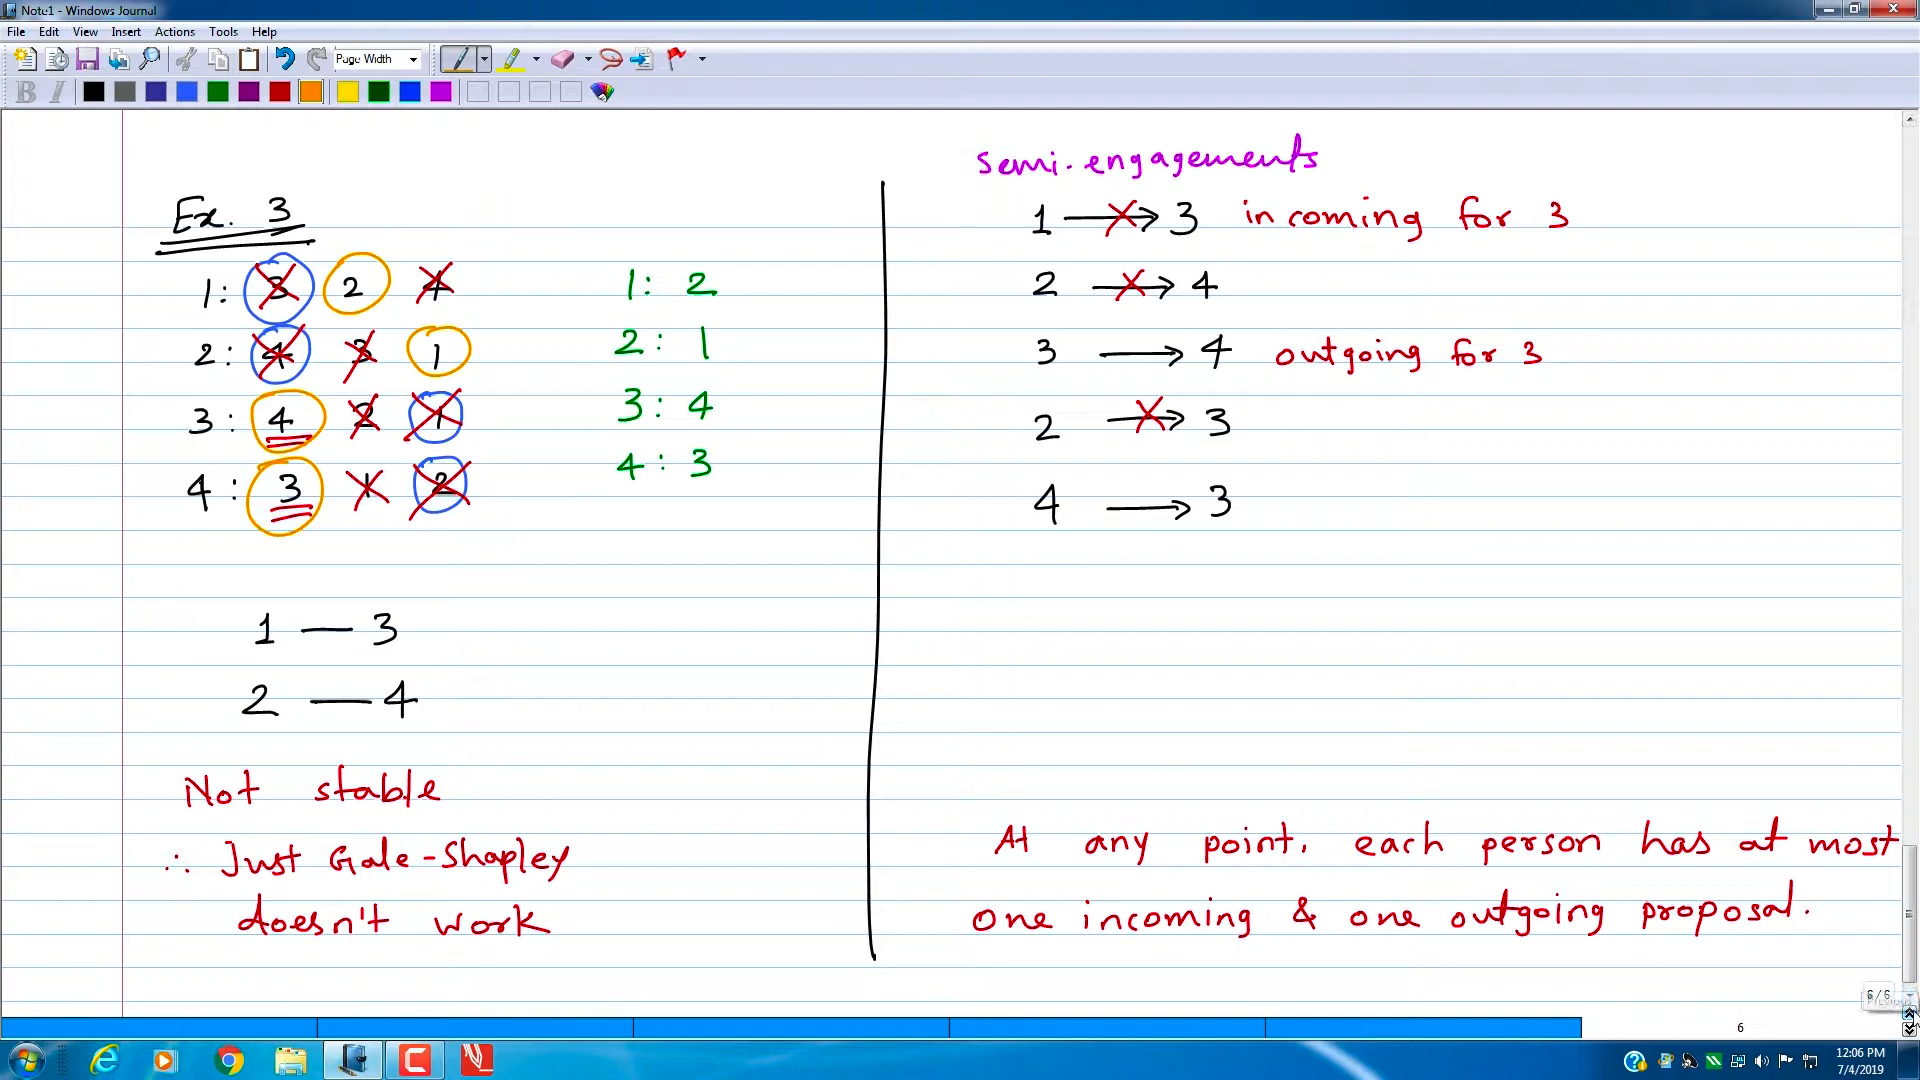 Note1 - Windows Journal
File Edit View Insert Actions Tools Help
Page Width
B I
Ex. 3
1: 3 2 4
2: 4 3 1
3: 4 2 1
4: 3 1 2
1: 2
2: 1
3: 4
4: 3
1 — 3
2 — 4
Not stable
∴ Just Gale-Shapley
doesn't work
semi-engagements
1 → 3 incoming for 3
2 → 4
3 → 4 outgoing for 3
2 → 3
4 → 3
At any point, each person has at most
one incoming & one outgoing proposal.
6/6
6
12:06 PM
7/4/2019